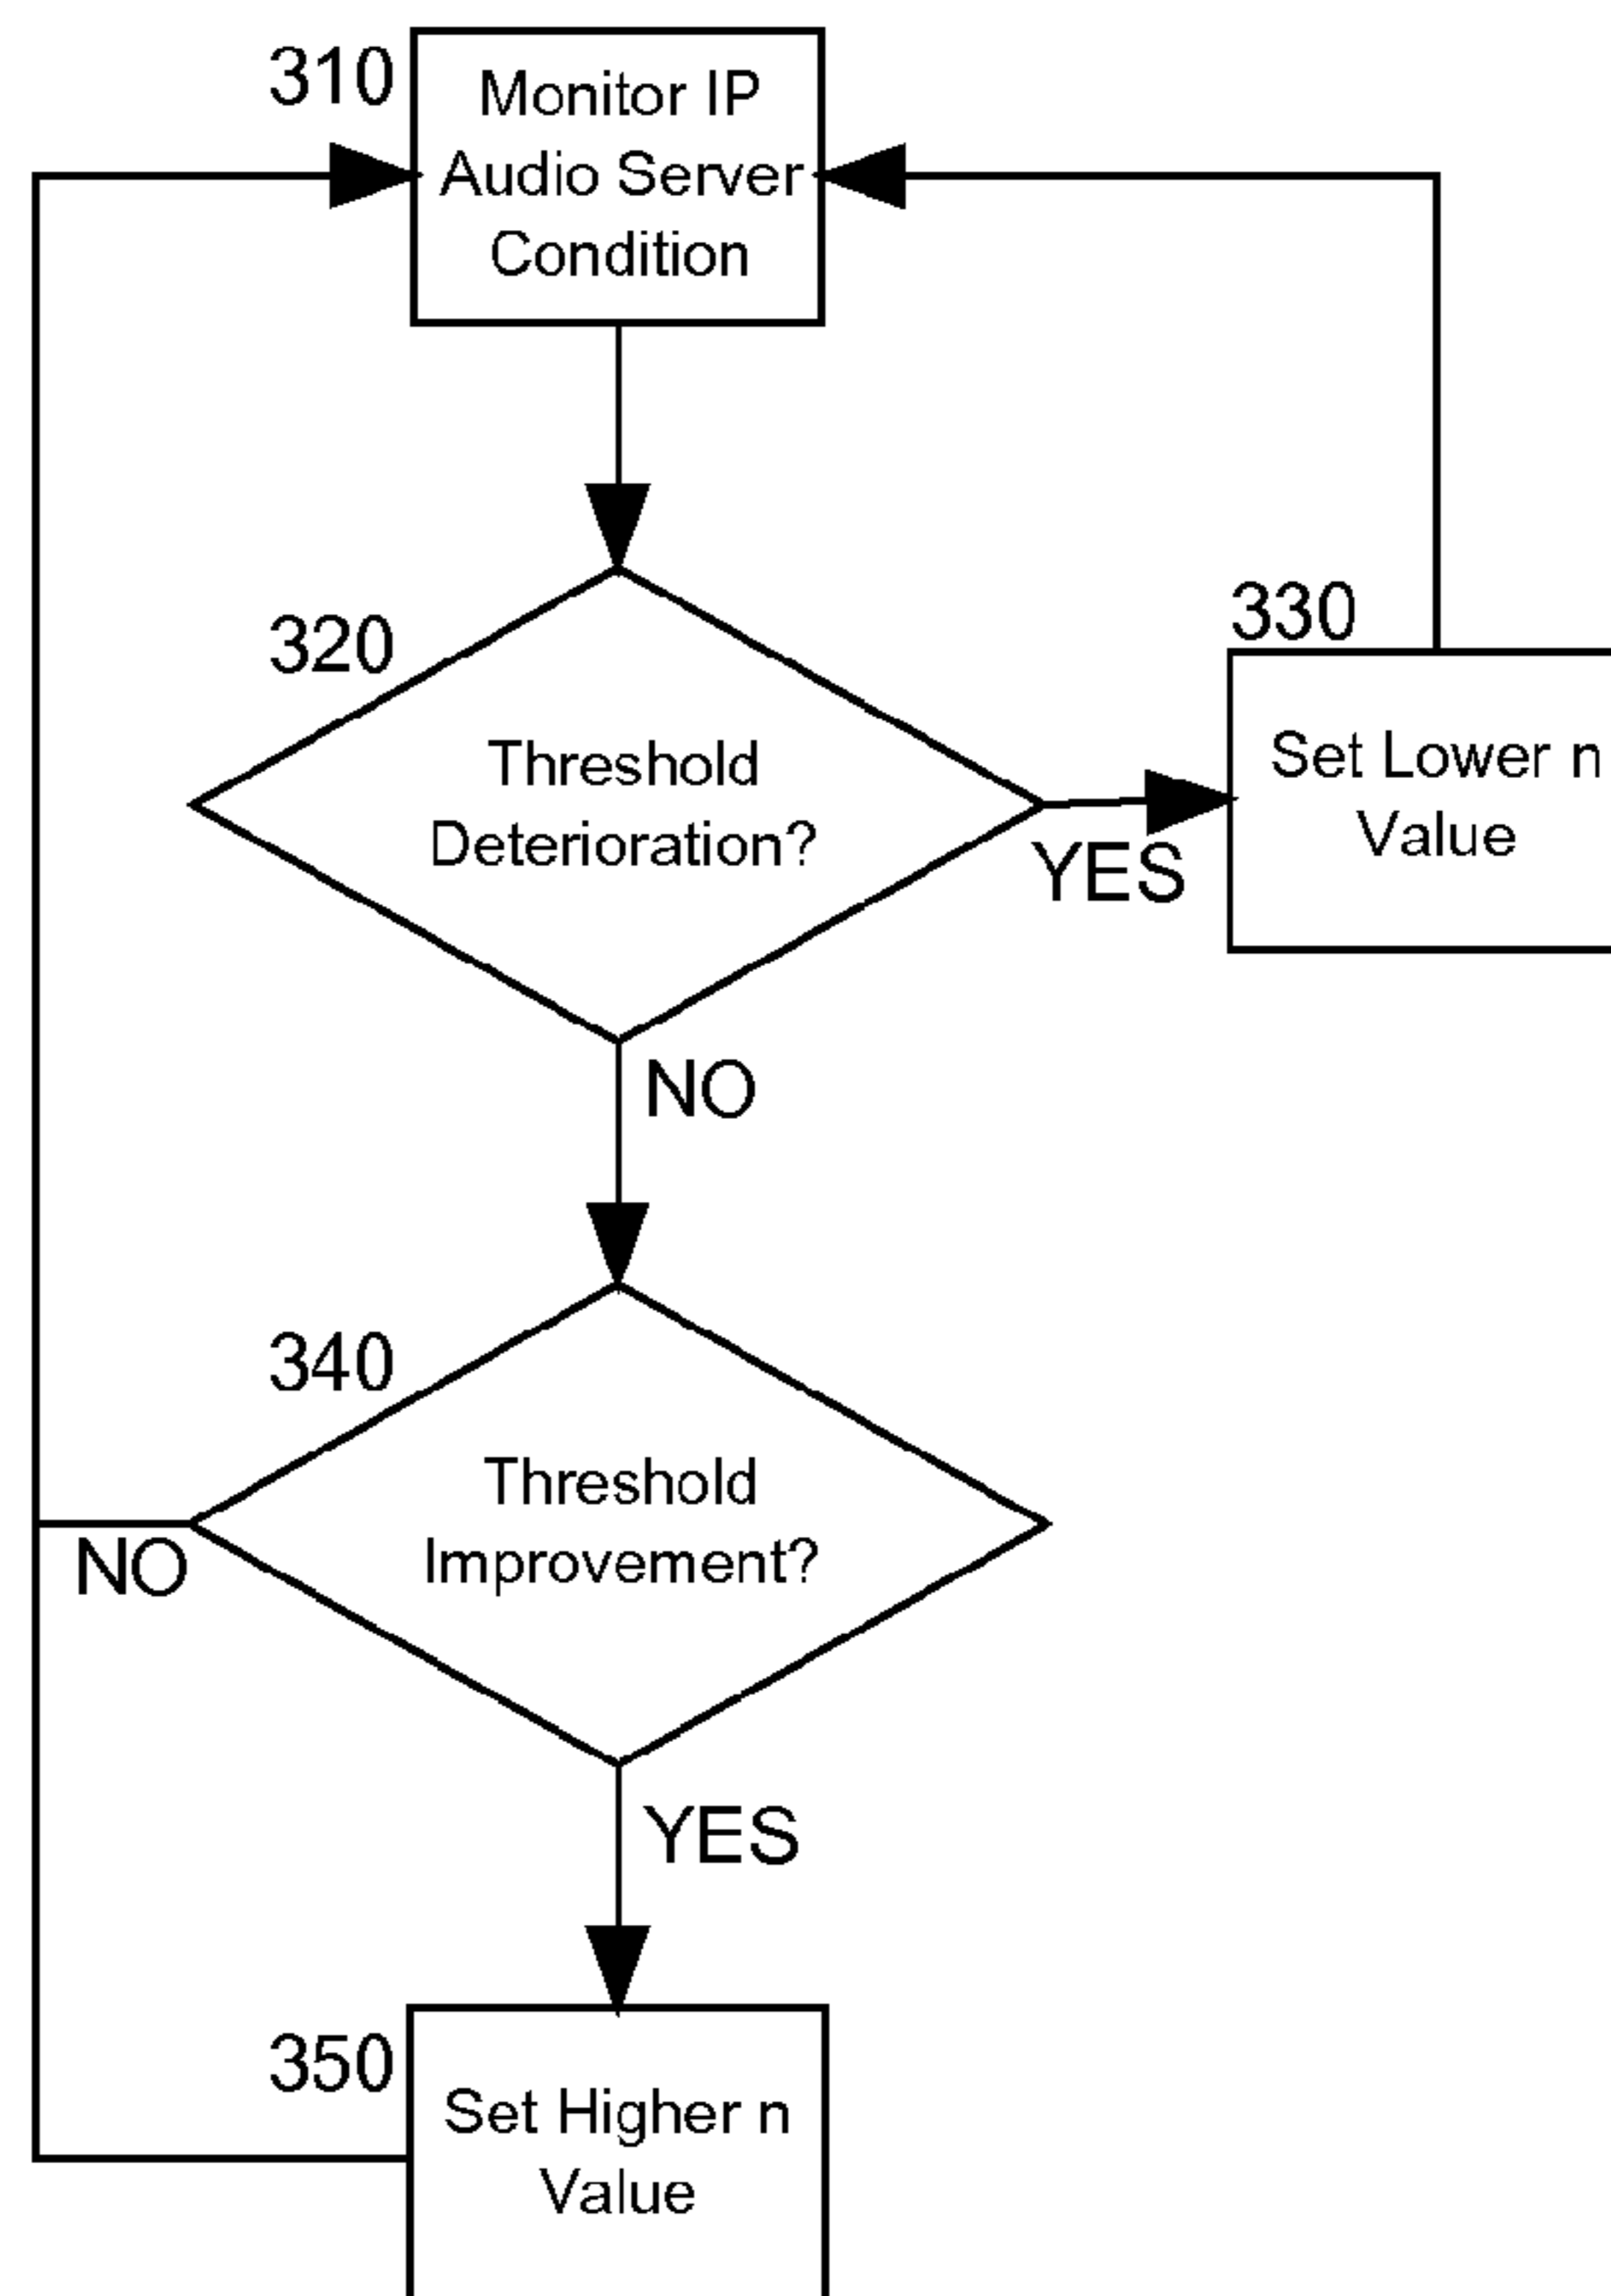 310
Monitor IP
Audio Server
Condition
320
Threshold
Deterioration?
YES
330
Set Lower n
Value
NO
340
Threshold
Improvement?
NO
YES
350
Set Higher n
Value